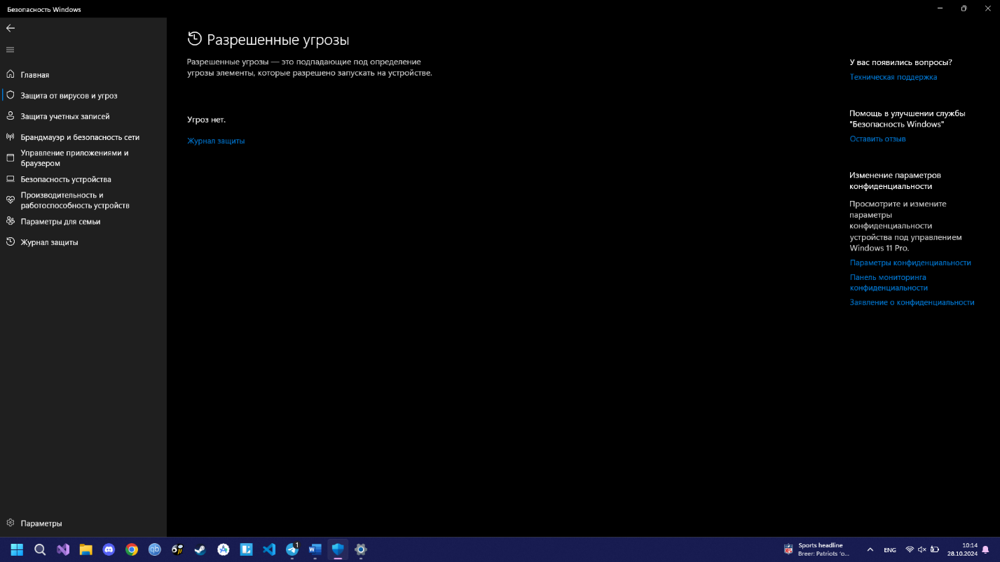 Безопасность Windows
Главная
Защита от вирусов и угроз
Защита учетных записей
Брандмауэр и безопасность сети
Управление приложениями и
браузером
Безопасность устройства
Производительность и
работоспособность устройств
Параметры для семьи
Журнал защиты
Параметры
Разрешенные угрозы
Разрешенные угрозы — это подпадающие под определение
угрозы элементы, которые разрешено запускать на устройстве.
Угроз нет.
Журнал защиты
У вас появились вопросы?
Техническая поддержка
Помощь в улучшении службы
"Безопасность Windows"
Оставить отзыв
Изменение параметров
конфиденциальности
Просмотрите и измените
параметры
конфиденциальности
устройства под управлением
Windows 11 Pro.
Параметры конфиденциальности
Панель мониторинга
конфиденциальности
Заявление о конфиденциальности
qb
1
W
Sports headline
Breer: Patriots ‘o...
ENG
10:14
28.10.2024